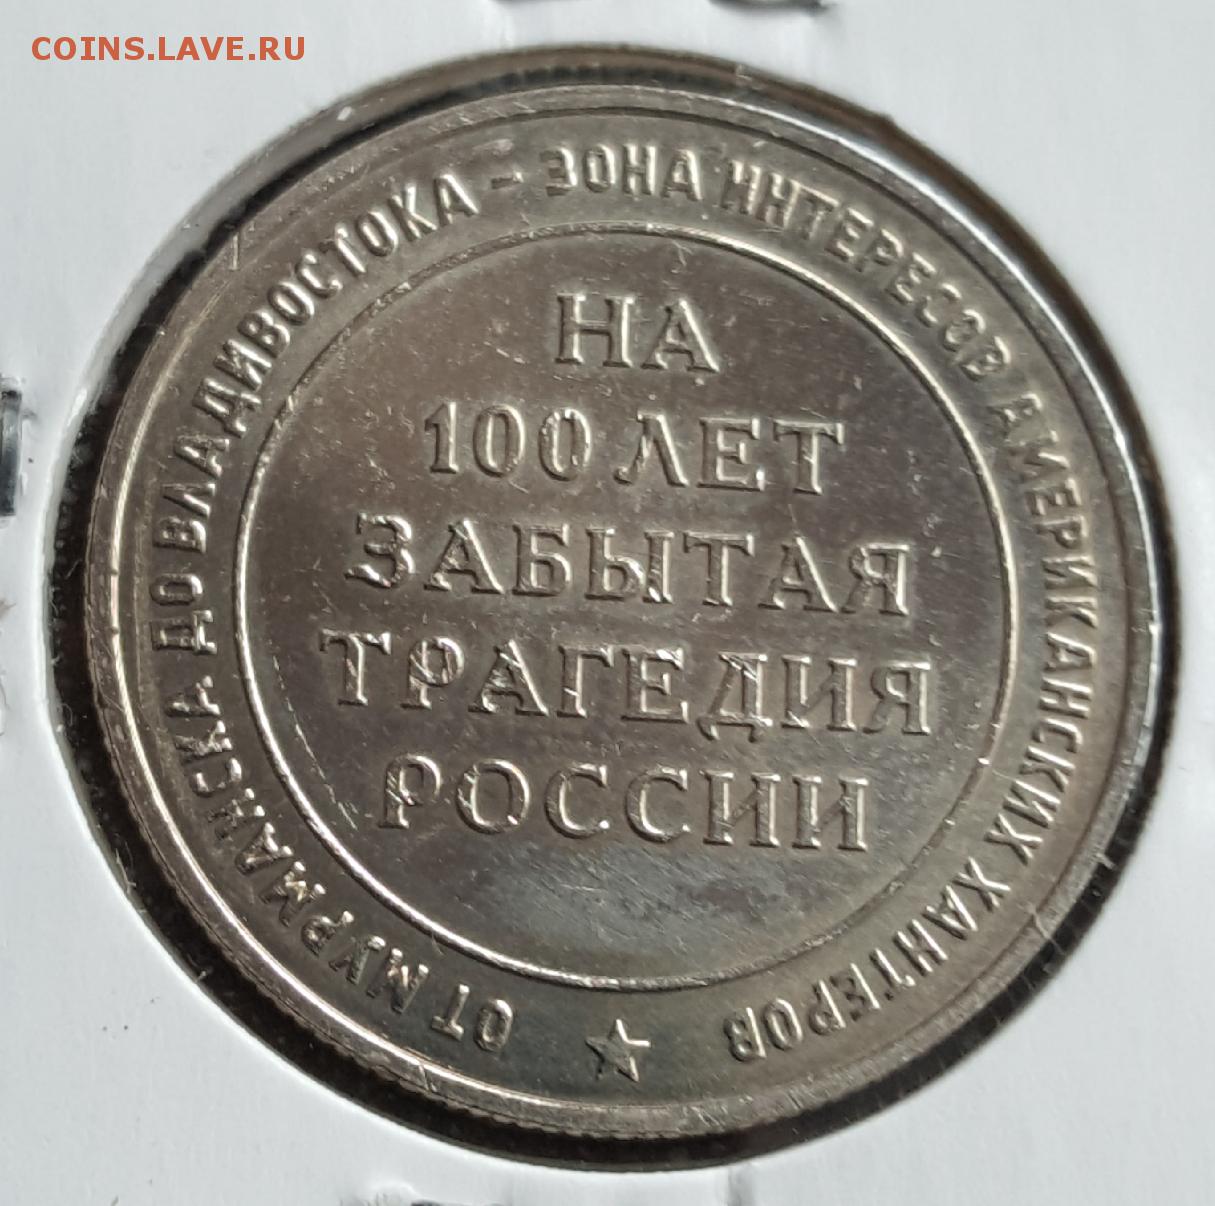 COINS.LAVE.RU
ОТ МУРМАНСКА ДО ВЛАДИВОСТОКА - ЗОНА ИНТЕРЕСОВ АМЕРИКАНСКИХ ХАНТЕРОВ
НА
100 ЛЕТ
ЗАБЫТАЯ
ТРАГЕДИЯ
РОССИИ